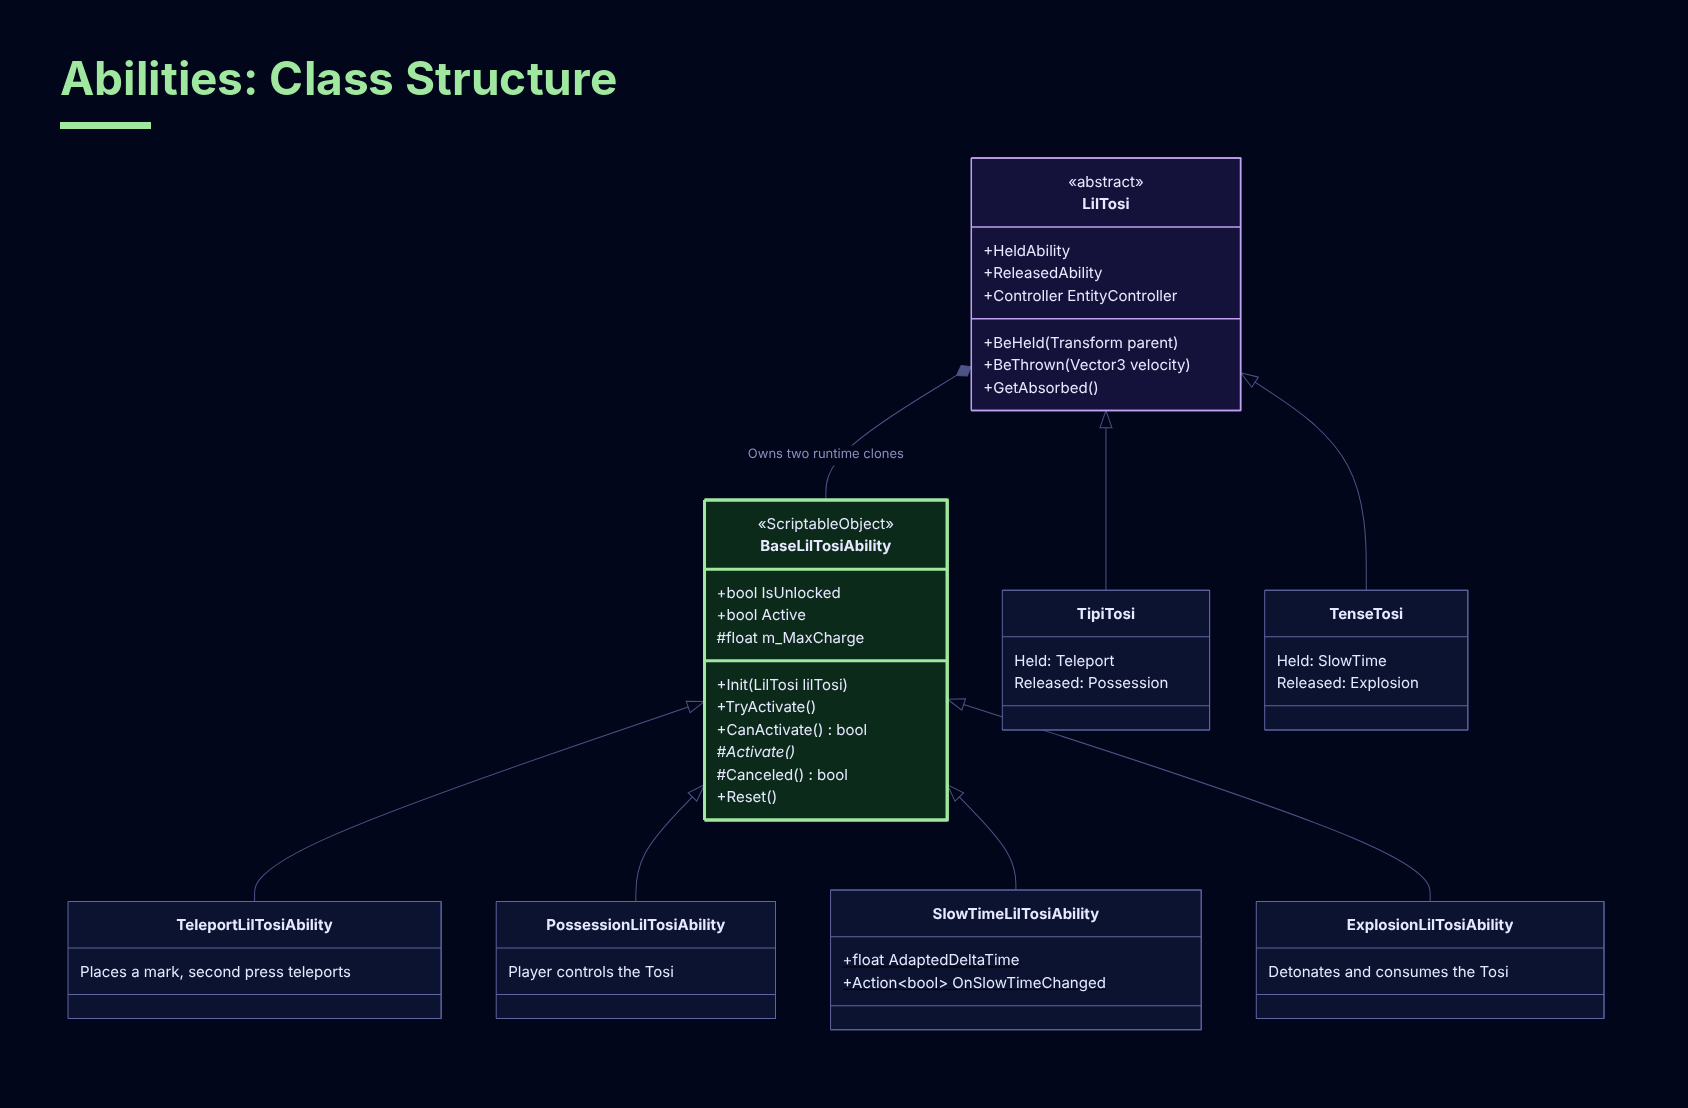 Abilities: Class Structure
«abstract»
LilTosi
+HeldAbility
+ReleasedAbility
+Controller EntityController
+BeHeld(Transform parent)
+BeThrown(Vector3 velocity)
+GetAbsorbed()
Owns two runtime clones
«ScriptableObject»
BaseLilTosiAbility
+bool IsUnlocked
+bool Active
#float m_MaxCharge
+Init(LilTosi lilTosi)
+TryActivate()
+CanActivate() : bool
#Activate()
#Canceled() : bool
+Reset()
TipiTosi
Held: Teleport
Released: Possession
TenseTosi
Held: SlowTime
Released: Explosion
TeleportLilTosiAbility
Places a mark, second press teleports
PossessionLilTosiAbility
Player controls the Tosi
SlowTimeLilTosiAbility
+float AdaptedDeltaTime
+Action<bool> OnSlowTimeChanged
ExplosionLilTosiAbility
Detonates and consumes the Tosi